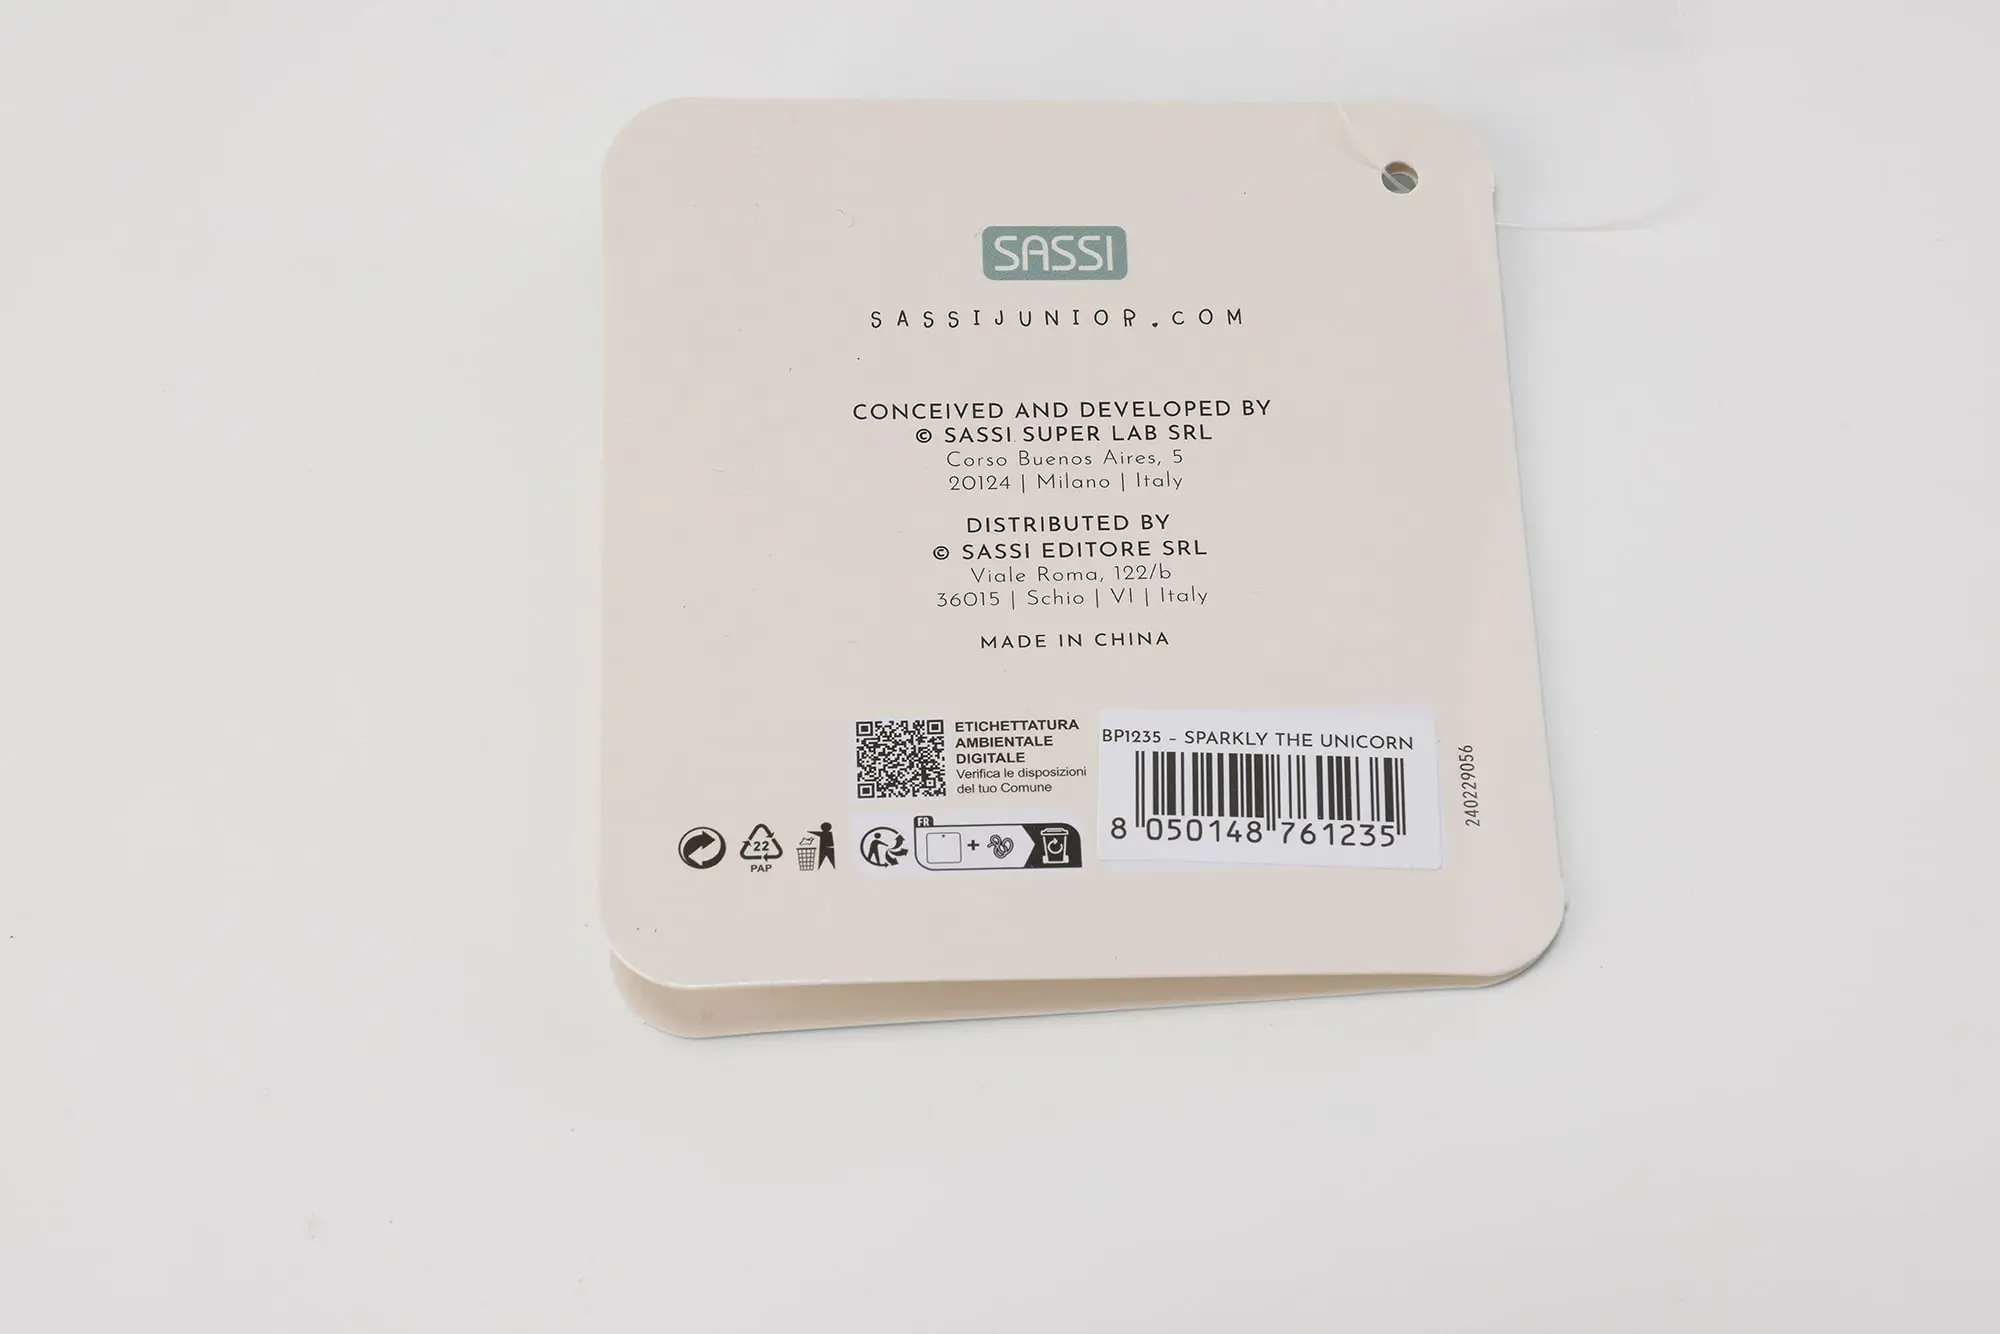 SASSI
SASSIJUNIOR.COM
CONCEIVED AND DEVELOPED BY
© SASSI SUPER LAB SRL
Corso Buenos Aires, 5
20124 | Milano | Italy
DISTRIBUTED BY
© SASSI EDITORE SRL
Viale Roma, 122/b
36015 | Schio | VI | Italy
MADE IN CHINA
ETICHETTATURA
AMBIENTALE
DIGITALE
Verifica le disposizioni
del tuo Comune
BP1235 - SPARKLY THE UNICORN
8 050148 761235
240229056
22
PAP
FR
+